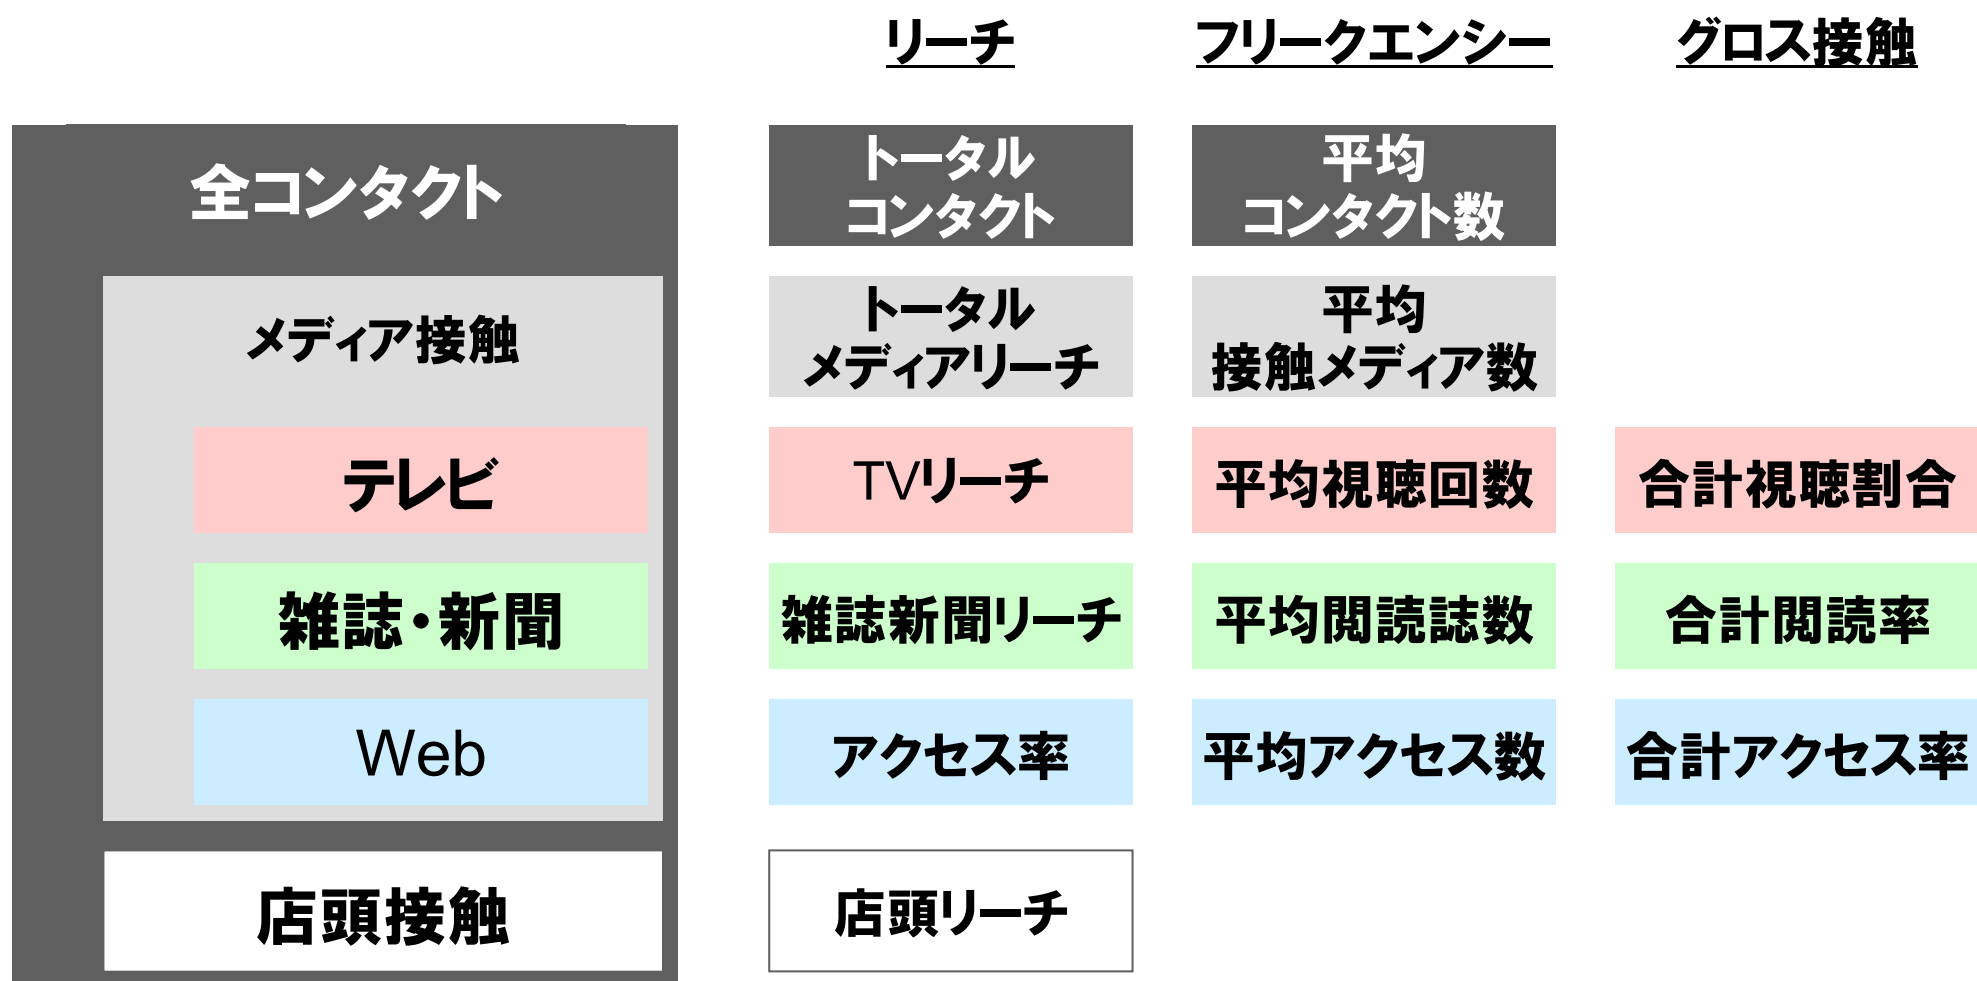 リーチ
フリークエンシー
グロス接触
全コンタクト
トータル
コンタクト
平均
コンタクト数
メディア接触
トータル
メディアリーチ
平均
接触メディア数
テレビ
TVリーチ
平均視聴回数
合計視聴割合
雑誌・新聞
雑誌新聞リーチ
平均閲読誌数
合計閲読率
Web
アクセス率
平均アクセス数
合計アクセス率
店頭接触
店頭リーチ